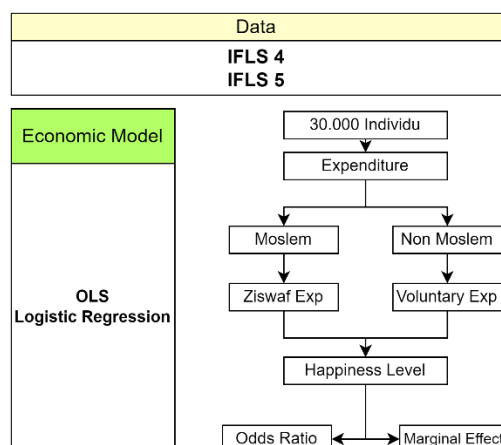 Data
IFLS 4
IFLS 5
Economic Model
OLS
Logistic Regression
30.000 Individu
Expenditure
Moslem
Non Moslem
Ziswaf Exp
Voluntary Exp
Happiness Level
Odds Ratio
Marginal Effect